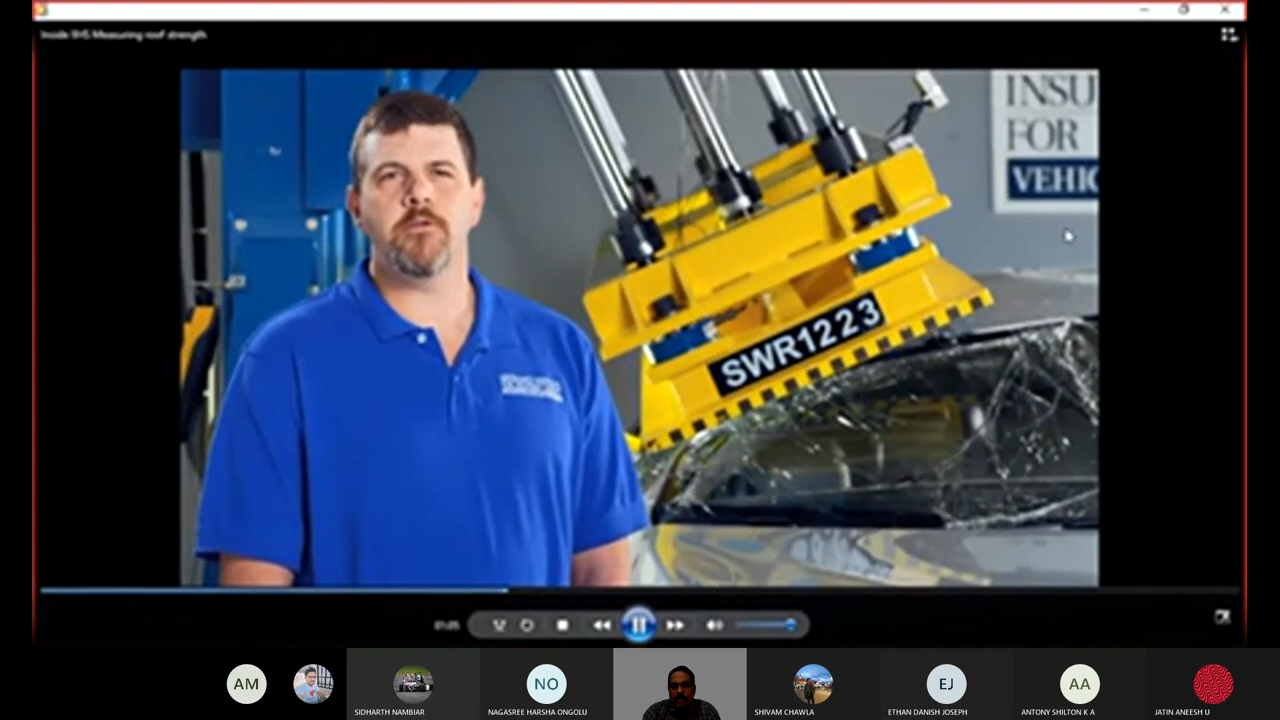 Inside IIHS Measuring roof strength
INSU
FOR
VEHIC
SWR1223
01:05
AM
NO
EJ
AA
SIDHARTH NAMBIAR
NAGASREE HARSHA ONGOLU
SHIVAM CHAWLA
ETHAN DANISH JOSEPH
ANTONY SHILTON K A
JATIN ANEESH U